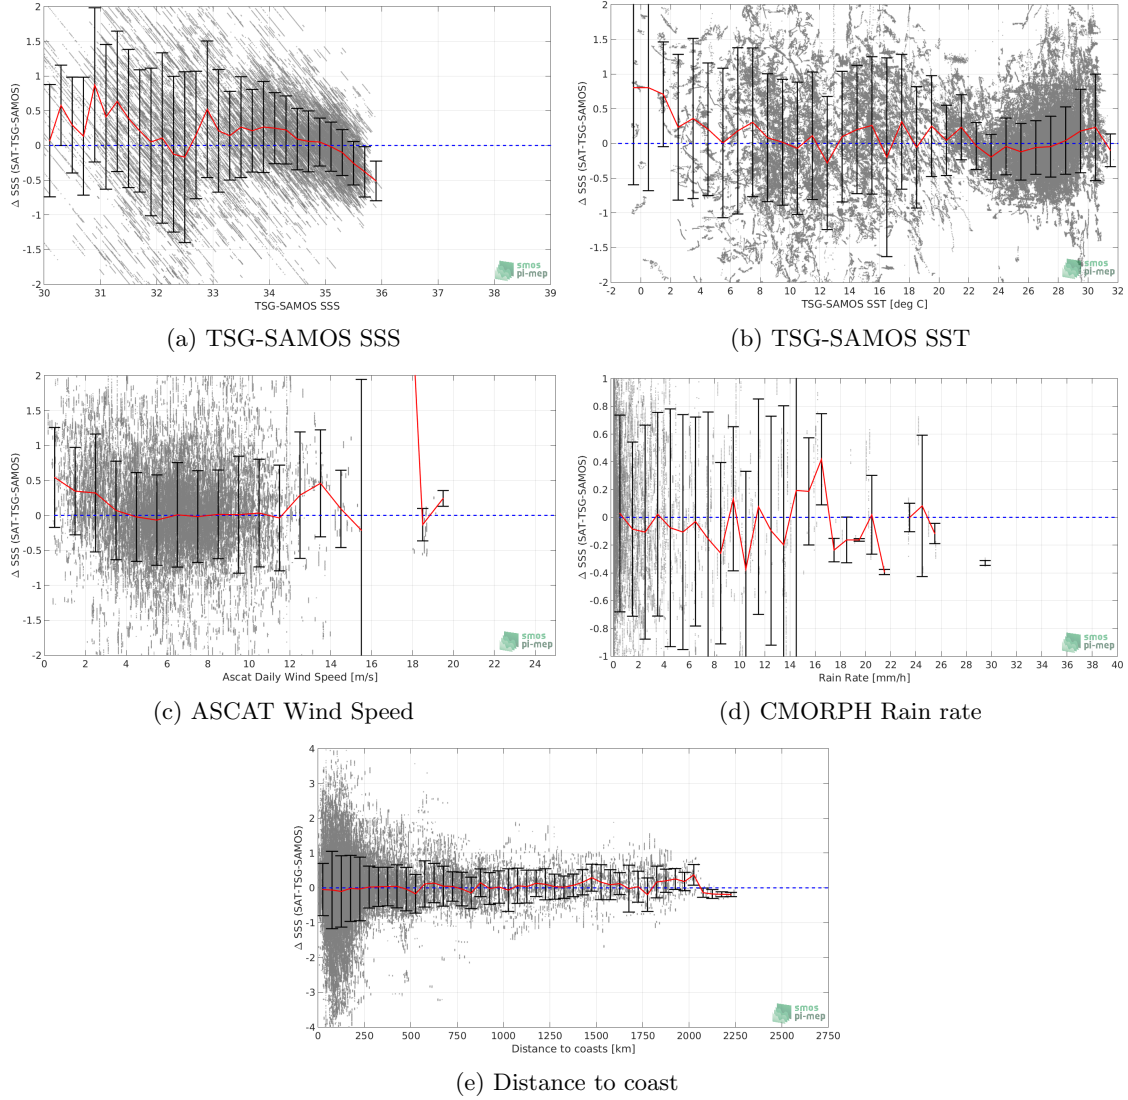 2
1.5
1
0.5
0
-0.5
-1
-1.5
-2
Δ SSS (SAT-TSG-SAMOS)
30 31 32 33 34 35 36 37 38 39
TSG-SAMOS SSS
smos
pi-mep
(a) TSG-SAMOS SSS
2
1.5
1
0.5
0
-0.5
-1
-1.5
-2
Δ SSS (SAT-TSG-SAMOS)
-2 0 2 4 6 8 10 12 14 16 18 20 22 24 26 28 30 32
TSG-SAMOS SST [deg C]
smos
pi-mep
(b) TSG-SAMOS SST
2
1.5
1
0.5
0
-0.5
-1
-1.5
-2
Δ SSS (SAT-TSG-SAMOS)
0 2 4 6 8 10 12 14 16 18 20 22 24
Ascat Daily Wind Speed [m/s]
smos
pi-mep
(c) ASCAT Wind Speed
1
0.8
0.6
0.4
0.2
0
-0.2
-0.4
-0.6
-0.8
-1
Δ SSS (SAT-TSG-SAMOS)
0 2 4 6 8 10 12 14 16 18 20 22 24 26 28 30 32 34 36 38 40
Rain Rate [mm/h]
smos
pi-mep
(d) CMORPH Rain rate
4
3
2
1
0
-1
-2
-3
-4
Δ SSS (SAT-TSG-SAMOS)
0 250 500 750 1000 1250 1500 1750 2000 2250 2500 2750
Distance to coasts [km]
smos
pi-mep
(e) Distance to coast